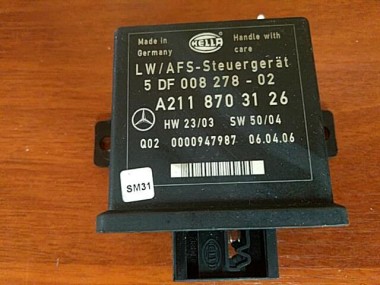 Made in
Germany
HELLA
Handle with
care
LW/AFS-Steuergerät
5 DF 008 278 - 02
A211 870 31 26
HW 23/03 SW 50/04
Q02 0000947987 06.04.06
SM31
HELLA